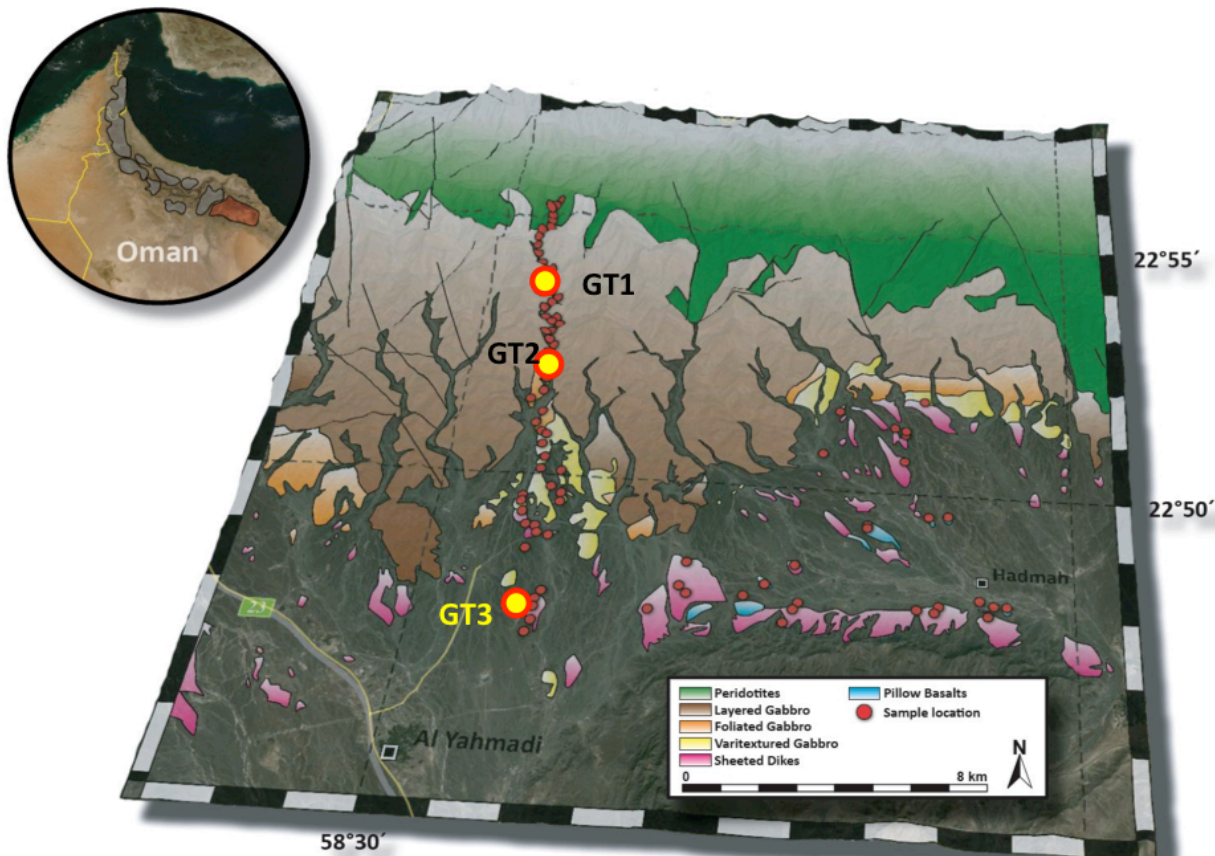 Oman
22°55´
GT1
GT2
22°50´
Hadmah
23
GT3
Al Yahmadi
Peridotites
Layered Gabbro
Foliated Gabbro
Varitextured Gabbro
Sheeted Dikes
Pillow Basalts
Sample location
N
0 8 km
58°30´